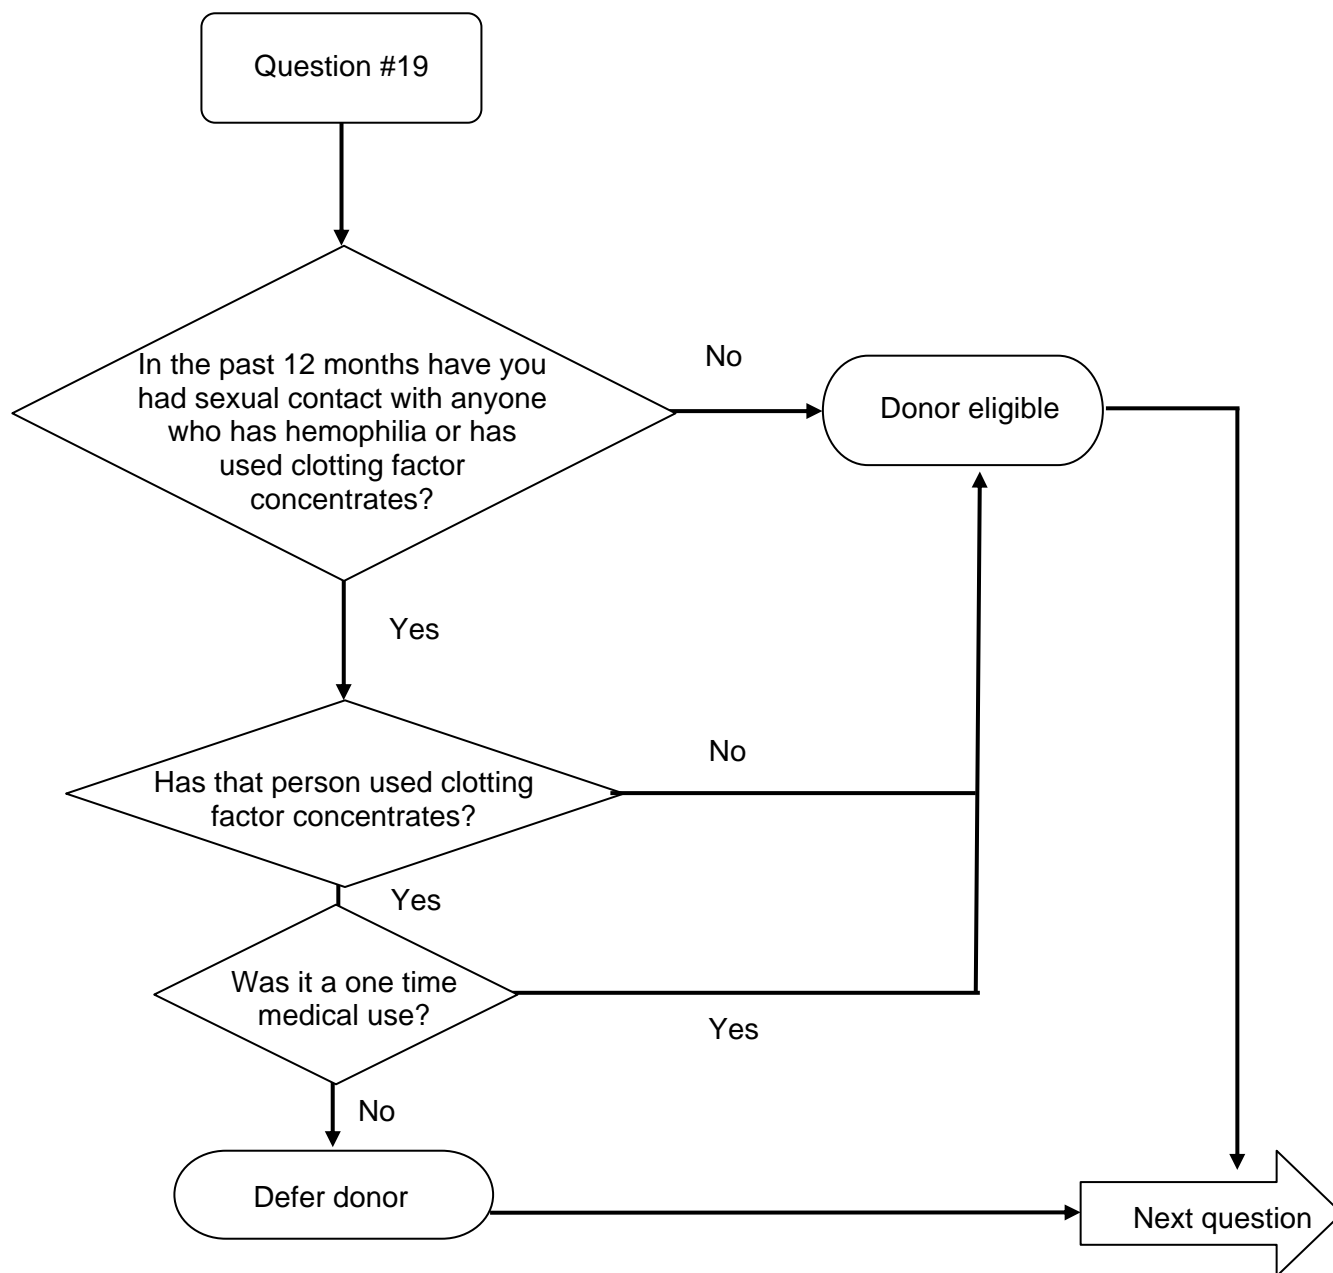 Question #19
In the past 12 months have you
had sexual contact with anyone
who has hemophilia or has
used clotting factor
concentrates?
No
Donor eligible
Yes
Has that person used clotting
factor concentrates?
No
Yes
Was it a one time
medical use?
Yes
No
Defer donor
Next question